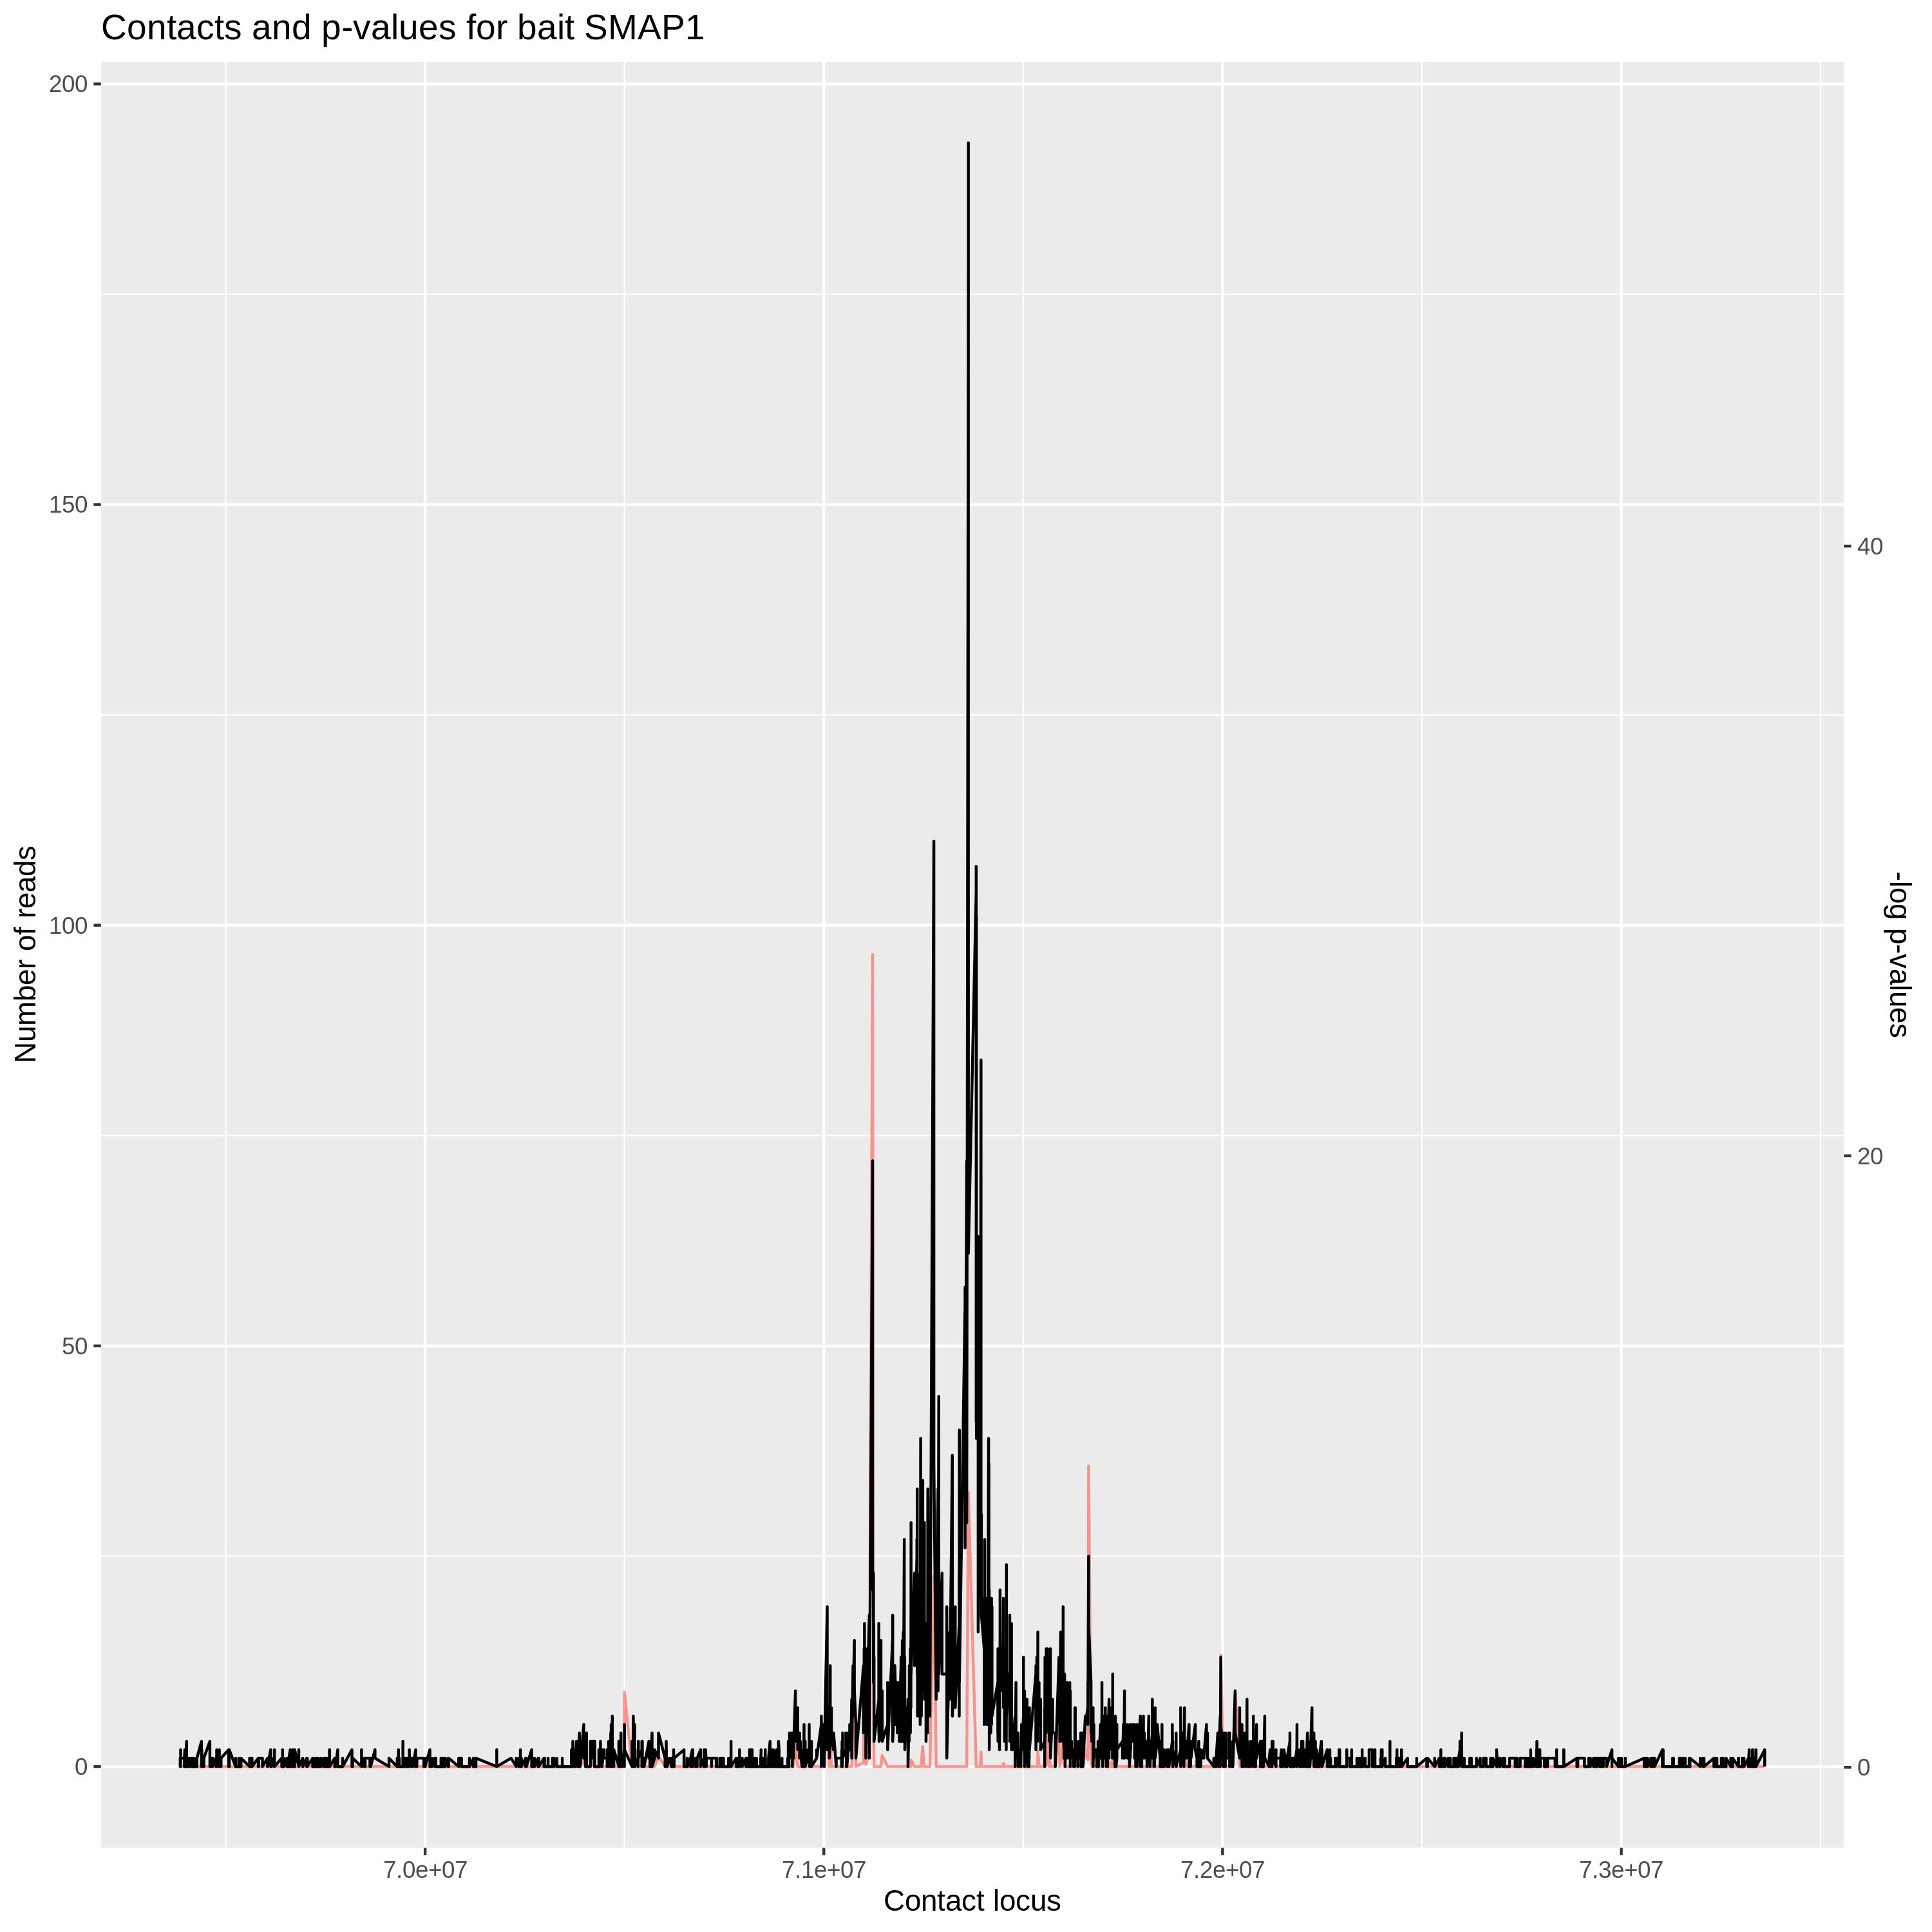 Contacts and p-values for bait SMAP1
200
150
100
50
0
Number of reads
40
20
0
-log p-values
7.0e+07
7.1e+07
7.2e+07
7.3e+07
Contact locus